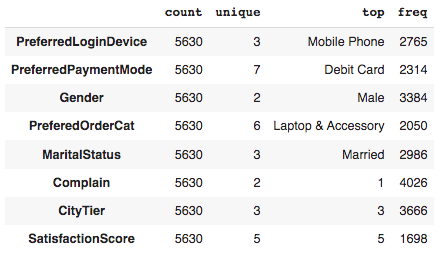 count unique top freq
PreferredLoginDevice 5630 3 Mobile Phone 2765
PreferredPaymentMode 5630 7 Debit Card 2314
Gender 5630 2 Male 3384
PreferedOrderCat 5630 6 Laptop & Accessory 2050
MaritalStatus 5630 3 Married 2986
Complain 5630 2 1 4026
CityTier 5630 3 3 3666
SatisfactionScore 5630 5 5 1698